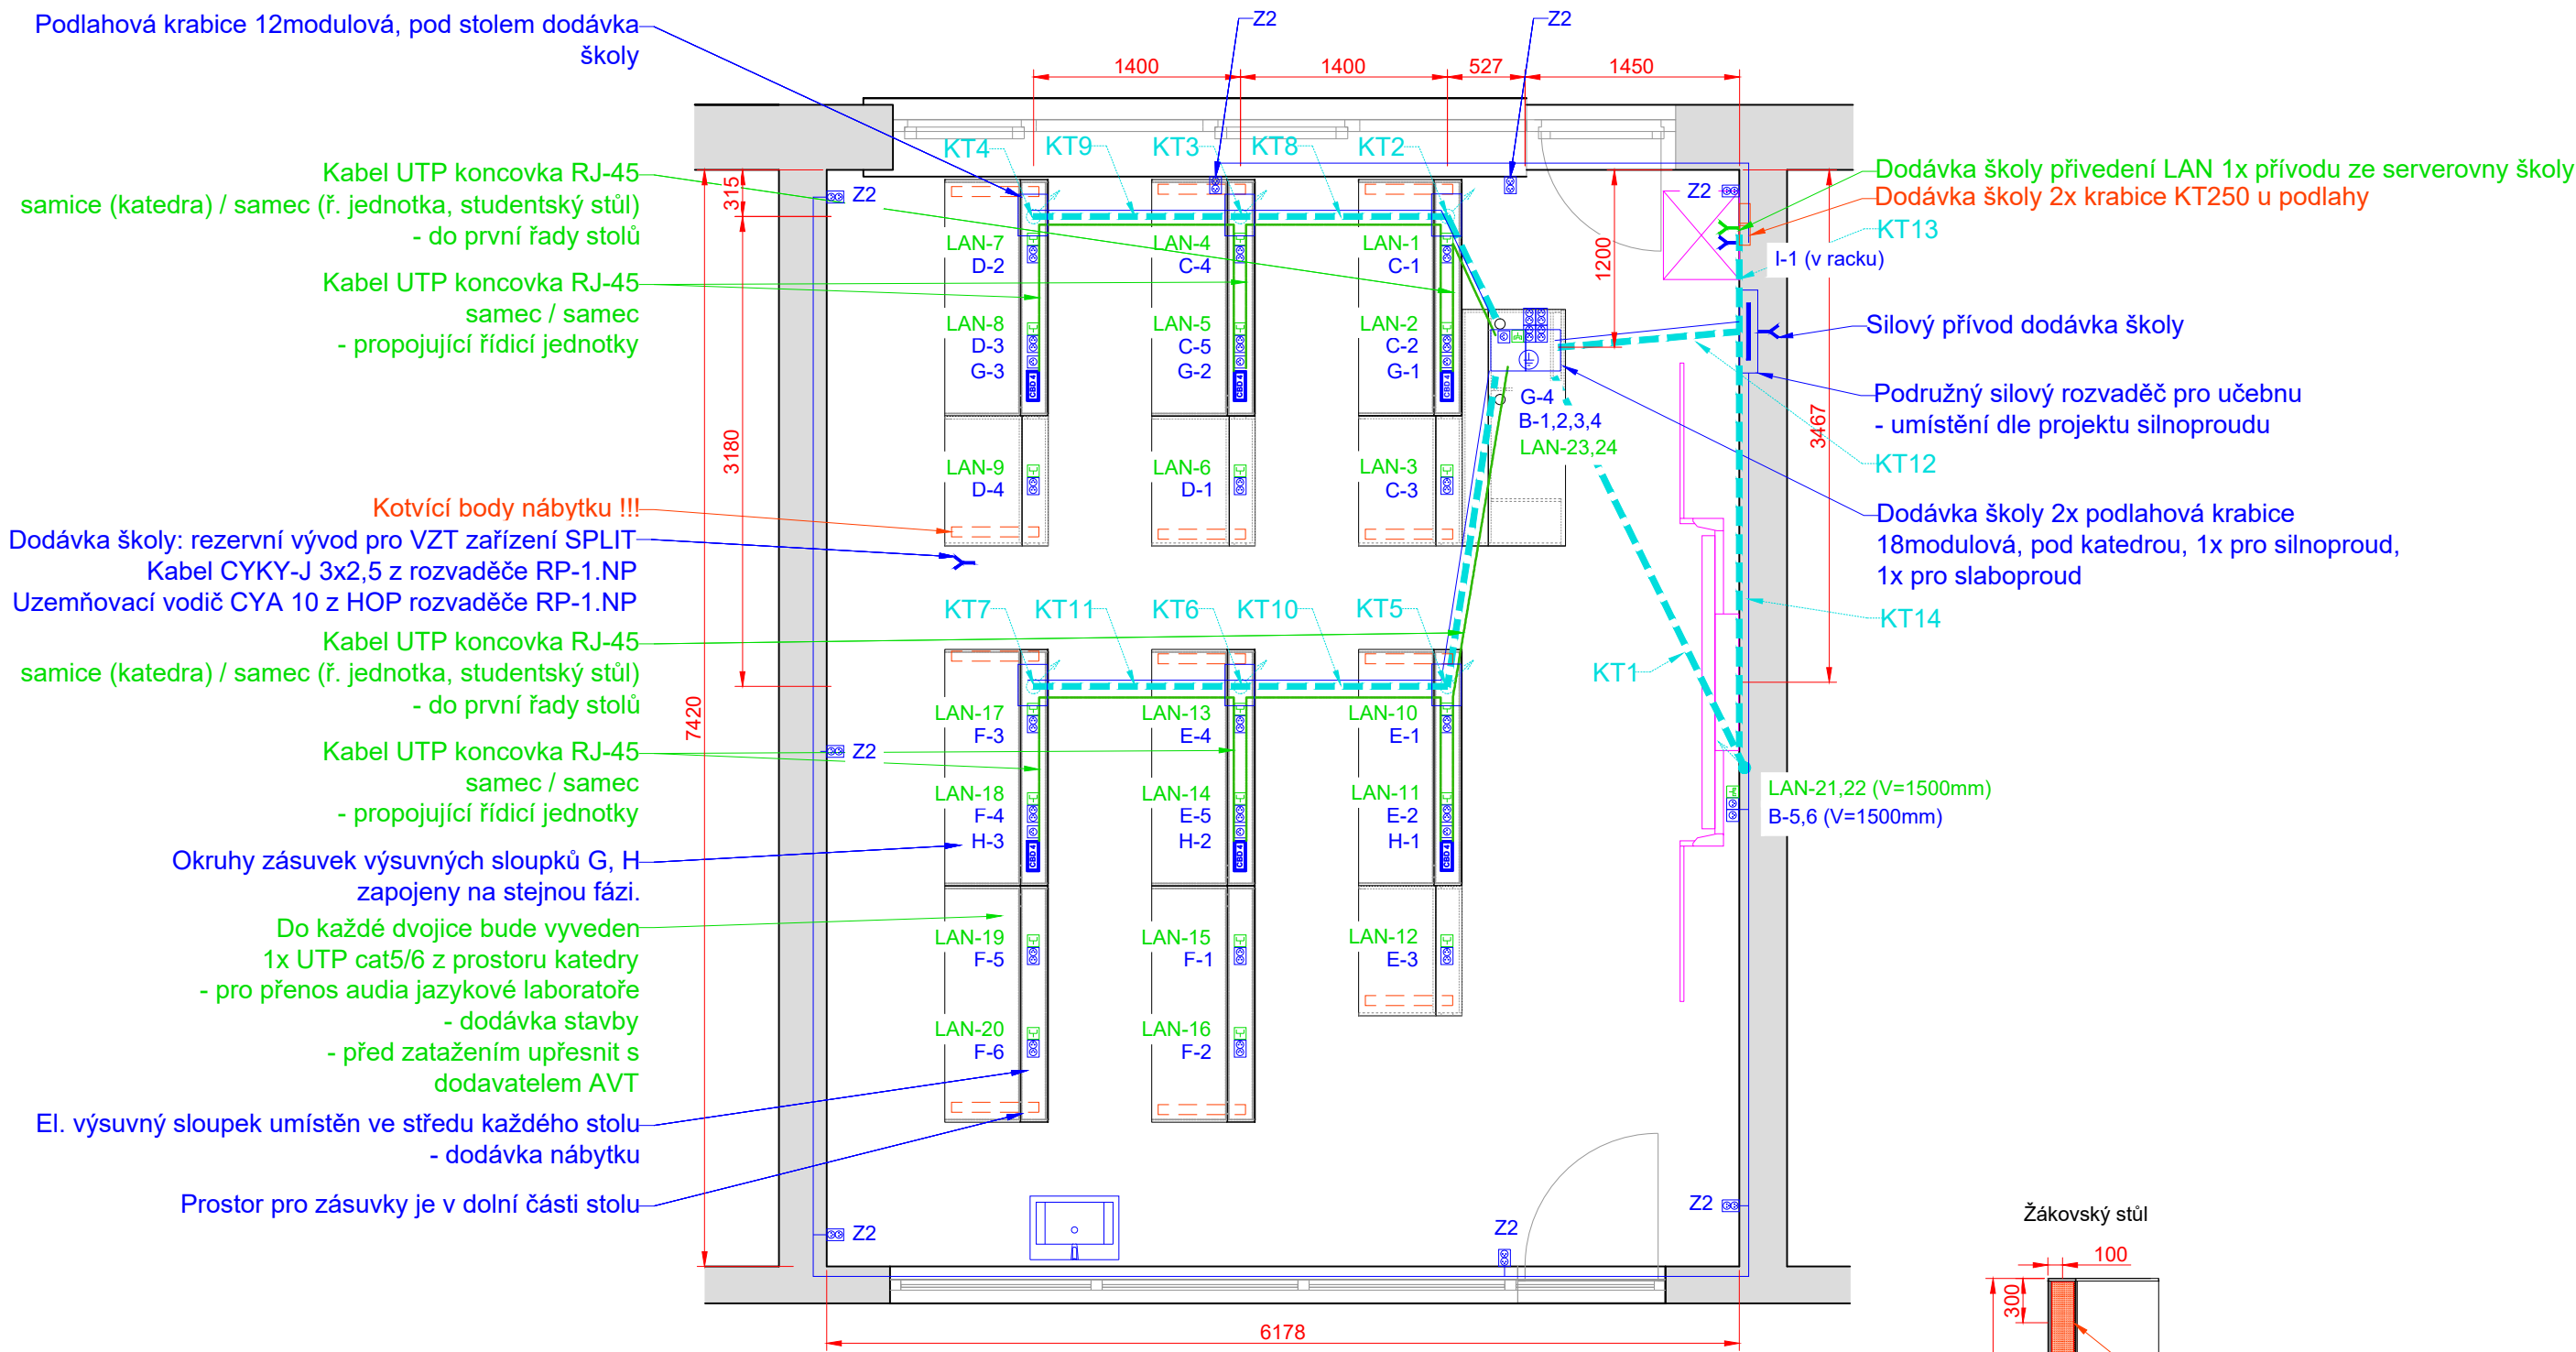 Podlahová krabice 12modulová, pod stolem dodávka
školy
Z2
Z2
1400
1400
527
1450
KT4
KT9
KT3
KT8
KT2
Kabel UTP koncovka RJ-45
samice (katedra) / samec (ř. jednotka, studentský stůl)
- do první řady stolů
315
Z2
Z2
Dodávka školy přivedení LAN 1x přívodu ze serverovny školy
Dodávka školy 2x krabice KT250 u podlahy
KT13
I-1 (v racku)
LAN-7
D-2
LAN-4
C-4
LAN-1
C-1
1200
Kabel UTP koncovka RJ-45
samec / samec
- propojující řídicí jednotky
LAN-8
D-3
G-3
LAN-5
C-5
G-2
LAN-2
C-2
G-1
CBD 4
CBD 4
CBD 4
Silový přívod dodávka školy
Podružný silový rozvaděč pro učebnu
- umístění dle projektu silnoproudu
G-4
B-1,2,3,4
LAN-23,24
3467
3180
KT12
LAN-9
D-4
LAN-6
D-1
LAN-3
C-3
Kotvící body nábytku !!!
Dodávka školy: rezervní vývod pro VZT zařízení SPLIT
Kabel CYKY-J 3x2,5 z rozvaděče RP-1.NP
Uzemňovací vodič CYA 10 z HOP rozvaděče RP-1.NP
Dodávka školy 2x podlahová krabice
18modulová, pod katedrou, 1x pro silnoproud,
1x pro slaboproud
KT7
KT11
KT6
KT10
KT5
KT14
KT1
Kabel UTP koncovka RJ-45
samice (katedra) / samec (ř. jednotka, studentský stůl)
- do první řady stolů
7420
LAN-17
F-3
LAN-13
E-4
LAN-10
E-1
Kabel UTP koncovka RJ-45
samec / samec
- propojující řídicí jednotky
Z2
LAN-18
F-4
H-3
LAN-14
E-5
H-2
LAN-11
E-2
H-1
CBD 4
CBD 4
CBD 4
LAN-21,22 (V=1500mm)
B-5,6 (V=1500mm)
Okruhy zásuvek výsuvných sloupků G, H
zapojeny na stejnou fázi.
Do každé dvojice bude vyveden
1x UTP cat5/6 z prostoru katedry
- pro přenos audia jazykové laboratoře
- dodávka stavby
- před zatažením upřesnit s
dodavatelem AVT
LAN-19
F-5
LAN-15
F-1
LAN-12
E-3
LAN-20
F-6
LAN-16
F-2
El. výsuvný sloupek umístěn ve středu každého stolu
- dodávka nábytku
Prostor pro zásuvky je v dolní části stolu
Z2
Z2
Z2
Žákovský stůl
100
300
6178